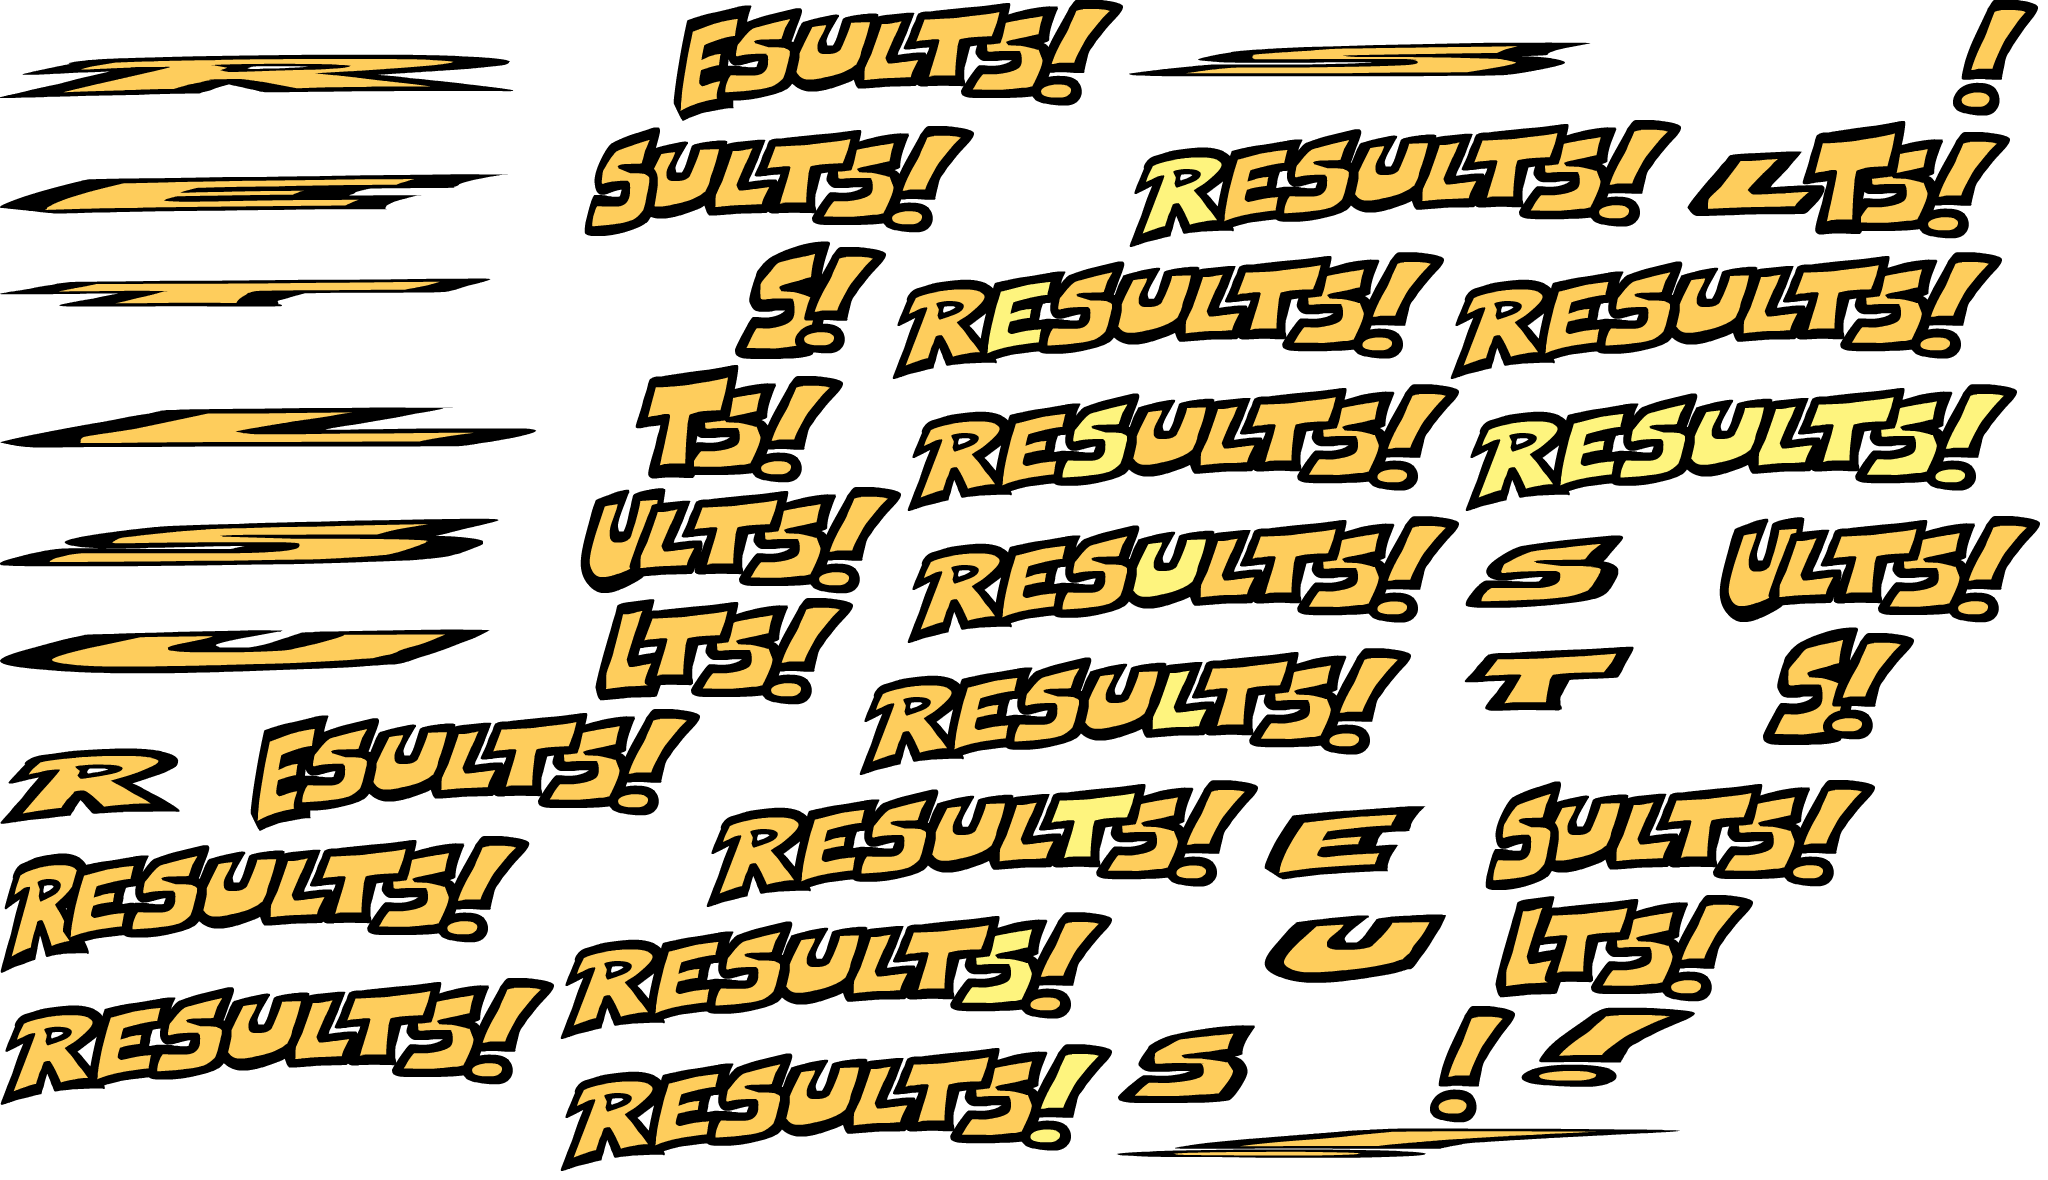 R ESULTS! S !
E SULTS! RESULTS! LTS!
T S! RESULTS! RESULTS!
L TS! RESULTS! RESULTS!
S ULTS! RESULTS! S ULTS!
U LTS! RESULTS! T S!
R ESULTS! RESULTS! E SULTS!
RESULTS! RESULTS! U LTS!
RESULTS! RESULTS! S ! !
!